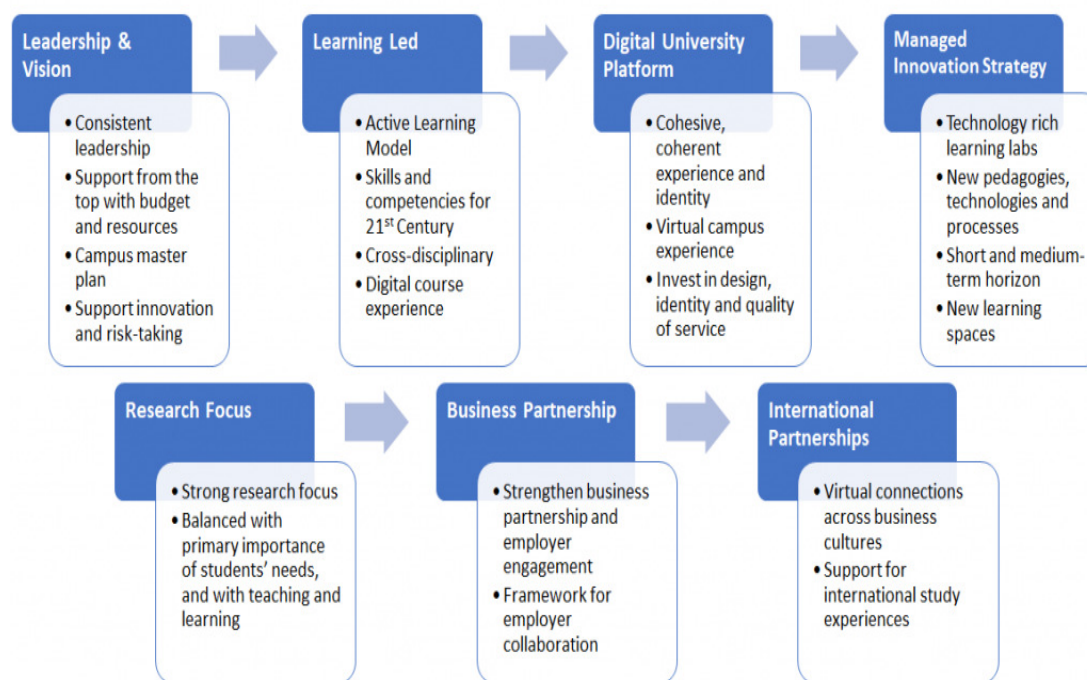 Leadership &
Vision
• Consistent
leadership
• Support from the
top with budget
and resources
• Campus master
plan
• Support innovation
and risk-taking
Learning Led
• Active Learning
Model
• Skills and
competencies for
21st Century
• Cross-disciplinary
• Digital course
experience
Digital University
Platform
• Cohesive,
coherent
experience and
identity
• Virtual campus
experience
• Invest in design,
identity and quality
of service
Managed
Innovation Strategy
• Technology rich
learning labs
• New pedagogies,
technologies and
processes
• Short and medium-
term horizon
• New learning
spaces
Research Focus
• Strong research focus
• Balanced with
primary importance
of students’ needs,
and with teaching and
learning
Business Partnership
• Strengthen business
partnership and
employer
engagement
• Framework for
employer
collaboration
International
Partnerships
• Virtual connections
across business
cultures
• Support for
international study
experiences